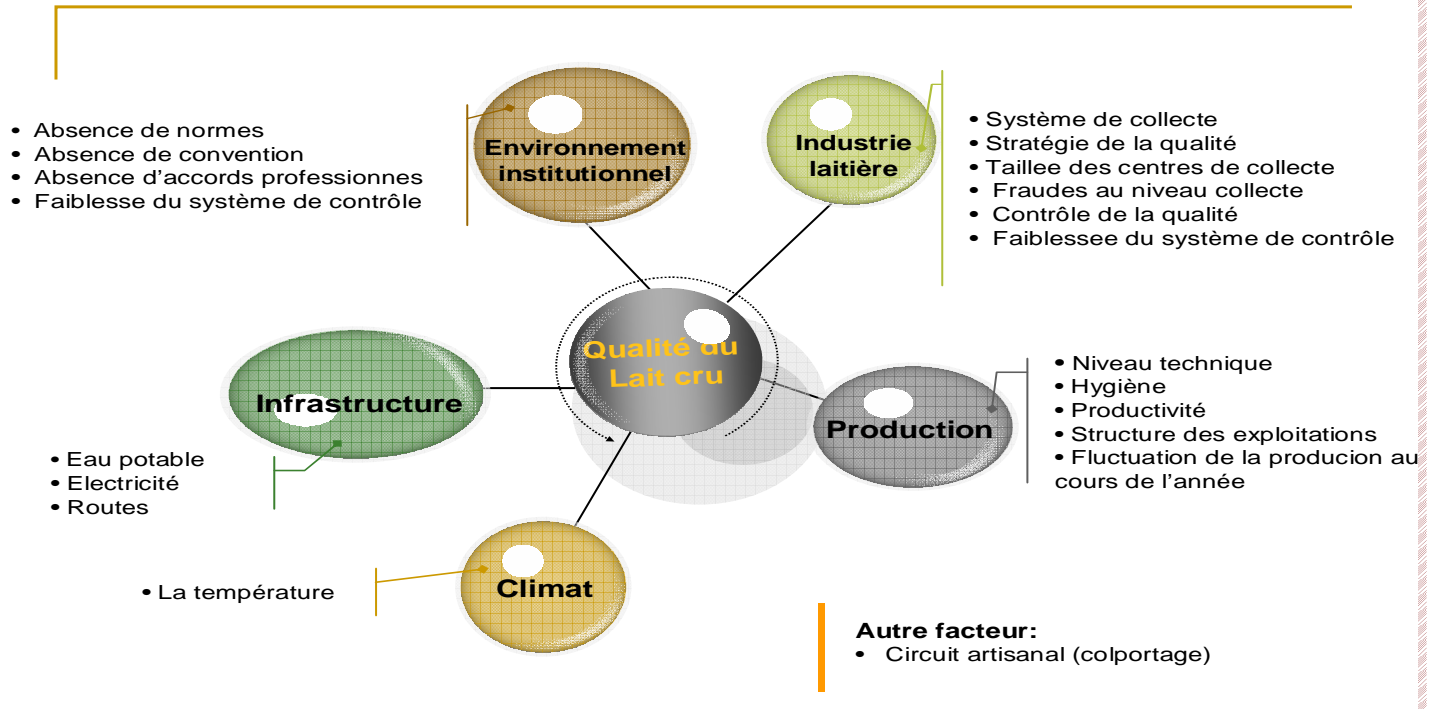 Environnement
institutionnel
• Absence de normes
• Absence de convention
• Absence d'accords professionnes
• Faiblesse du système de contrôle
Industrie
laitière
• Système de collecte
• Stratégie de la qualité
• Taillee des centres de collecte
• Fraudes au niveau collecte
• Contrôle de la qualité
• Faiblessee du système de contrôle
Qualité du
Lait cru
Infrastructure
• Eau potable
• Electricité
• Routes
Production
• Niveau technique
• Hygiène
• Productivité
• Structure des exploitations
• Fluctuation de la producion au
cours de l'année
Climat
• La température
Autre facteur:
• Circuit artisanal (colportage)